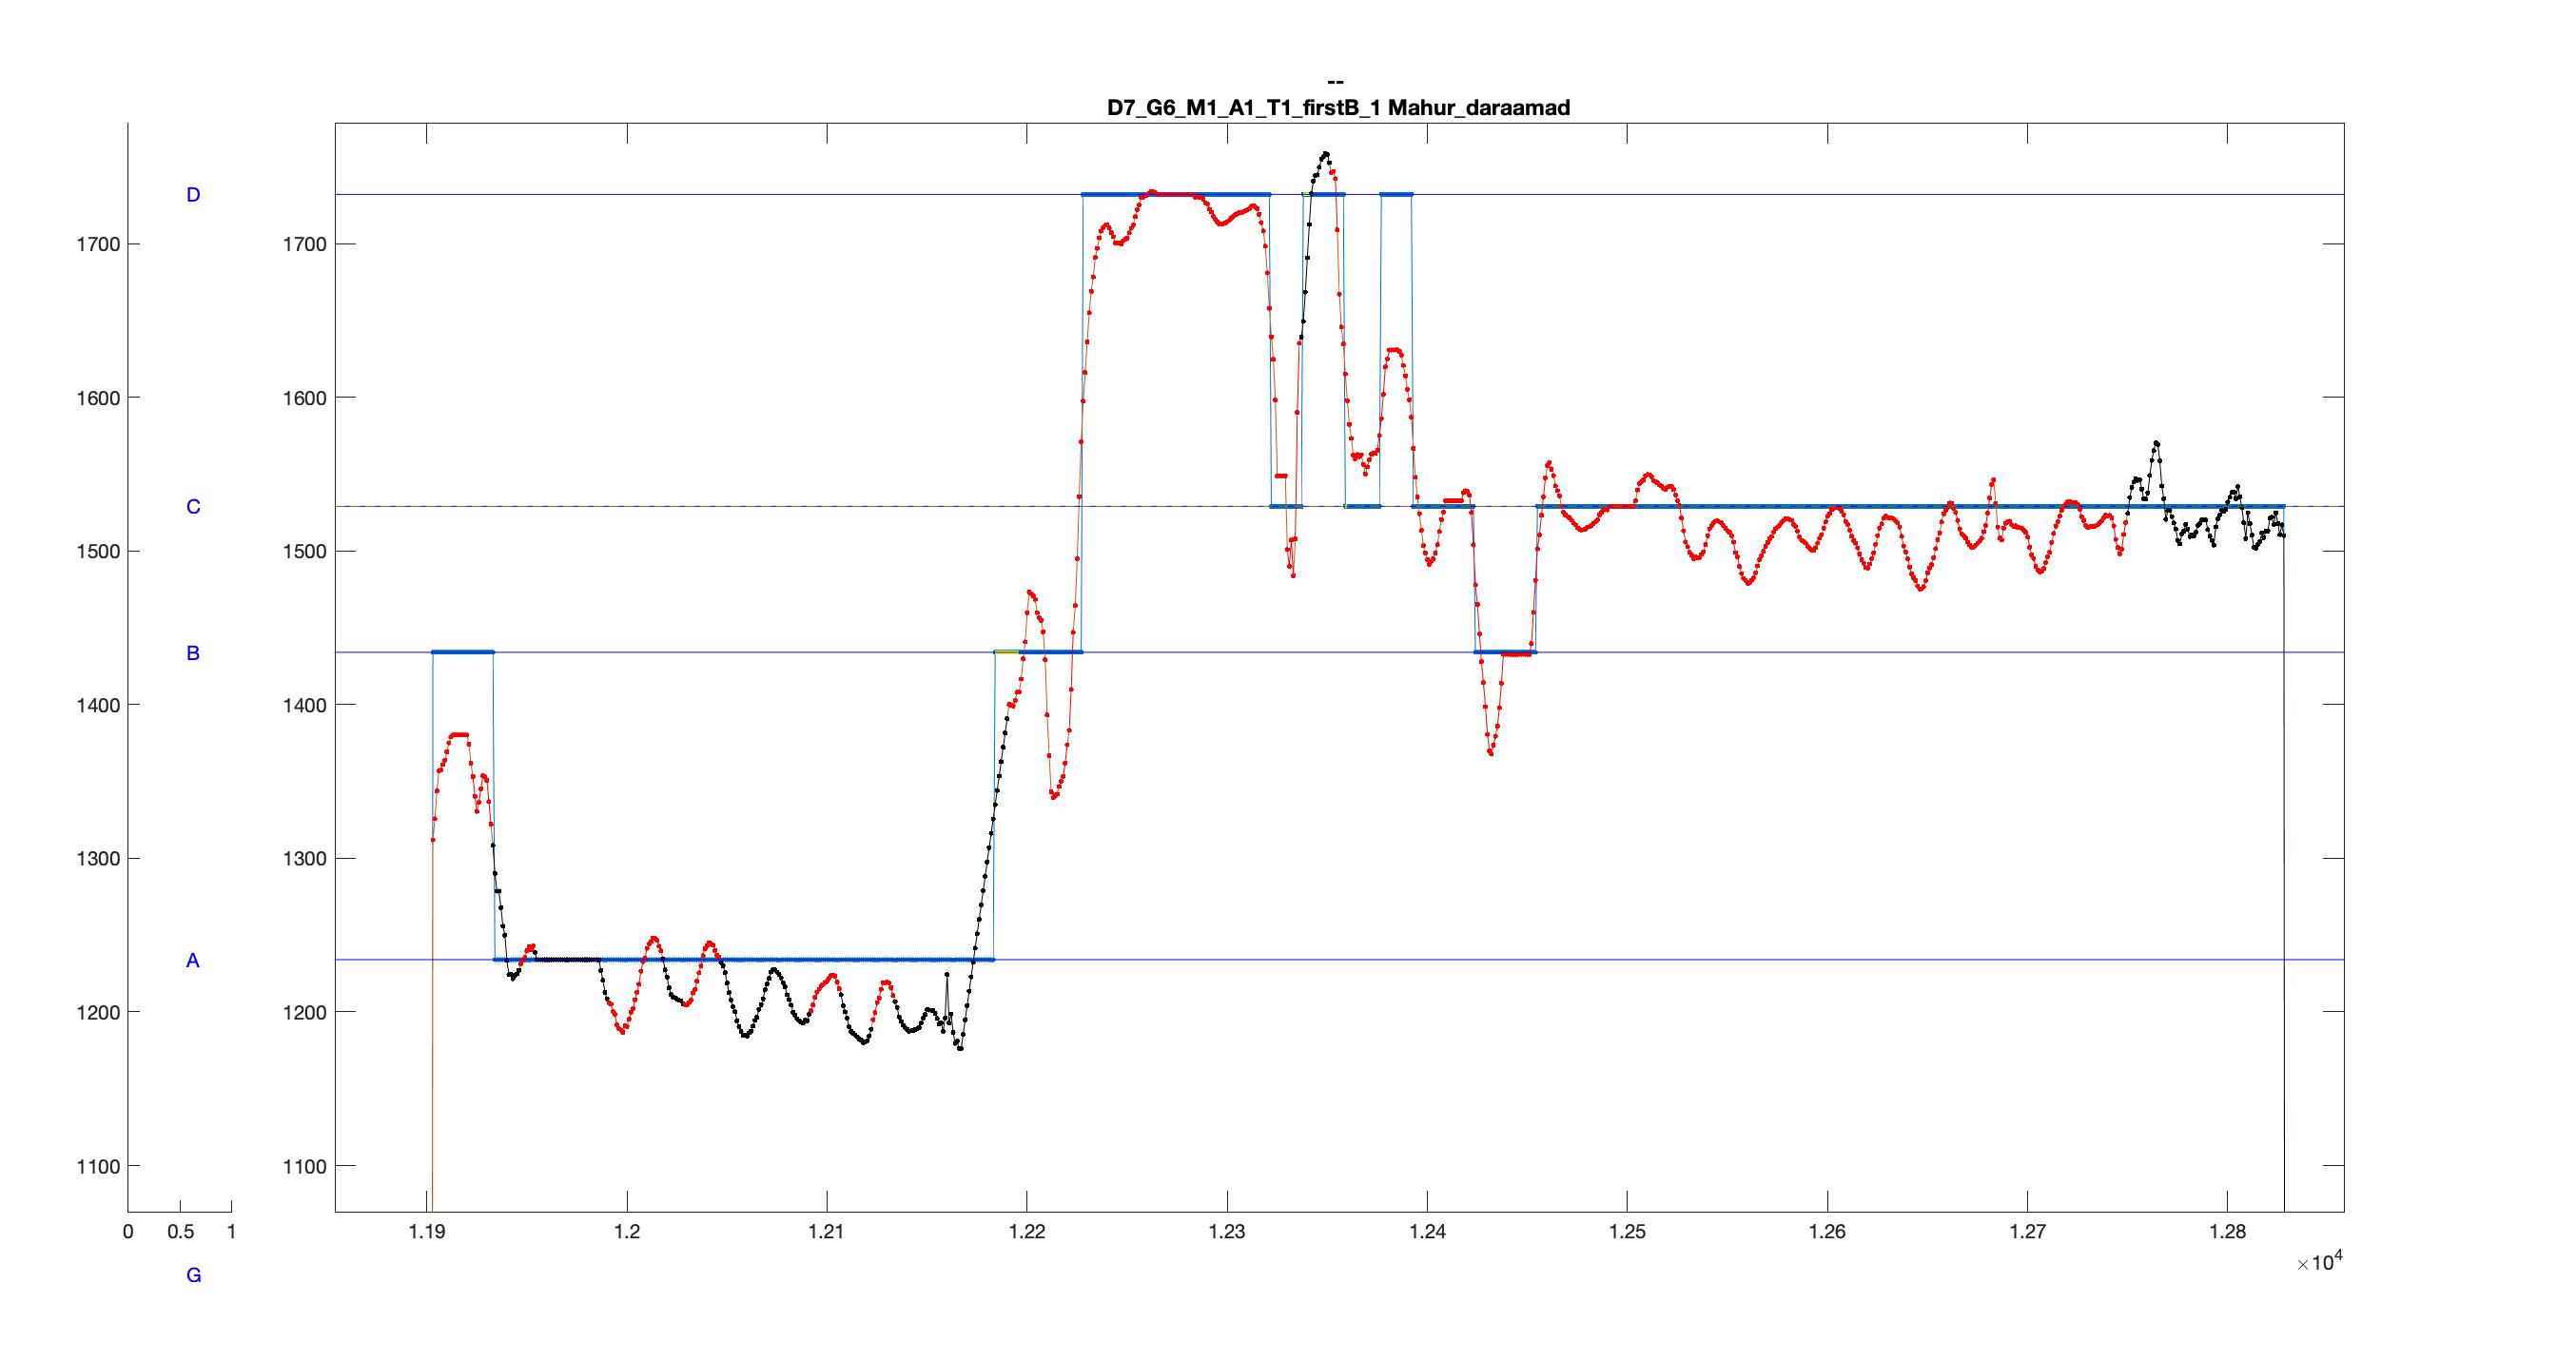 --
D7_G6_M1_A1_T1_firstB_1 Mahur_daraamad
D
1700 1700
1600 1600
C
1500 1500
B
1400 1400
1300 1300
A
1200 1200
1100 1100
0 0.5 1 1.19 1.2 1.21 1.22 1.23 1.24 1.25 1.26 1.27 1.28
×10⁴
G